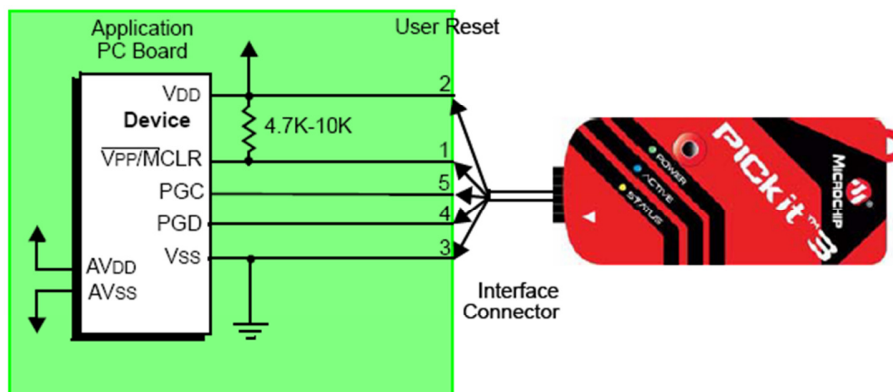 Application
PC Board
User Reset
VDD
2
Device
4.7K-10K
VPP/MCLR
1
PGC
5
PGD
4
VSS
3
AVDD
AVSS
Interface
Connector
POWER
ACTIVE
STATUS
PICkit™ 3
MICROCHIP